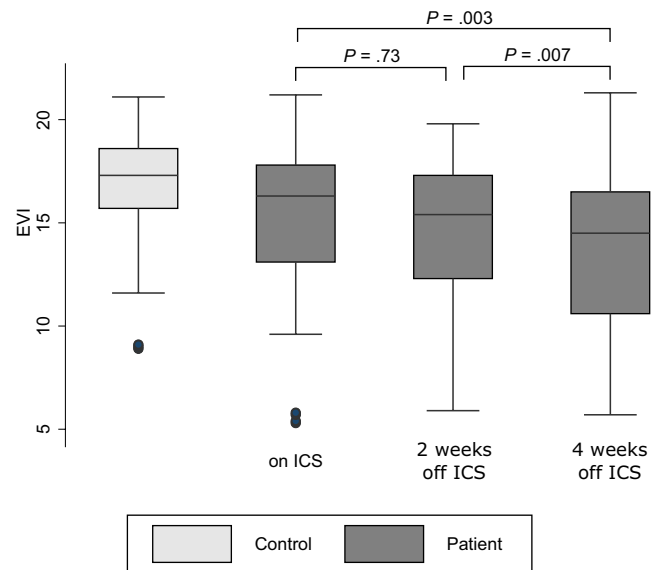 P = .003
P = .73
P = .007
EVI
20
15
10
5
on ICS
2 weeks
off ICS
4 weeks
off ICS
Control
Patient